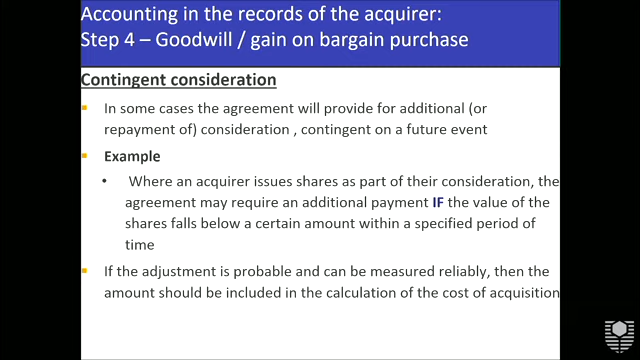 Accounting in the records of the acquirer:
Step 4 – Goodwill / gain on bargain purchase
Contingent consideration
In some cases the agreement will provide for additional (or
repayment of) consideration , contingent on a future event
Example
Where an acquirer issues shares as part of their consideration, the
agreement may require an additional payment IF the value of the
shares falls below a certain amount within a specified period of
time
If the adjustment is probable and can be measured reliably, then the
amount should be included in the calculation of the cost of acquisition